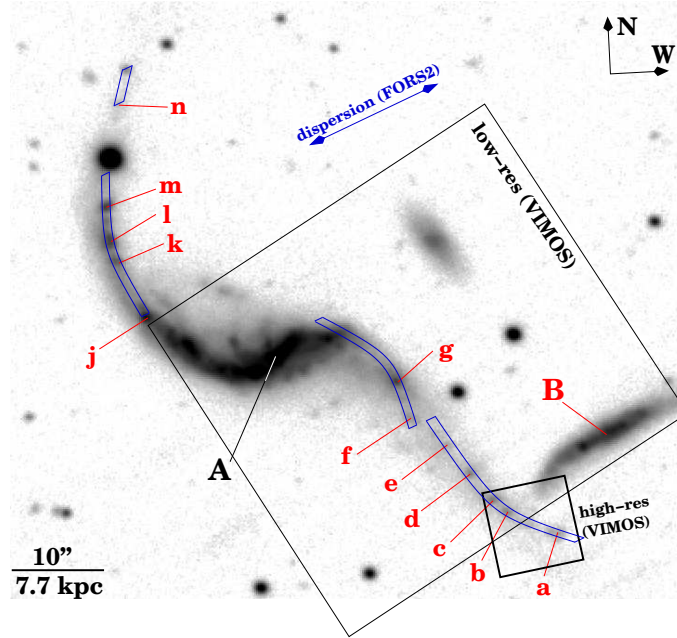 N
W
dispersion (FORS2)
low-res (VIMOS)
n
m
l
k
j
g
B
A
f
e
d
c
b
a
high-res
(VIMOS)
10”
7.7 kpc